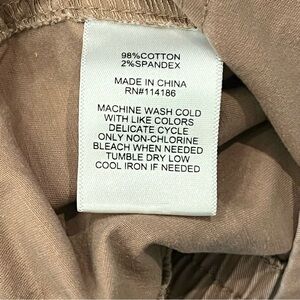 98%COTTON
2%SPANDEX
MADE IN CHINA
RN#114186
MACHINE WASH COLD
WITH LIKE COLORS
DELICATE CYCLE
ONLY NON-CHLORINE
BLEACH WHEN NEEDED
TUMBLE DRY LOW
COOL IRON IF NEEDED